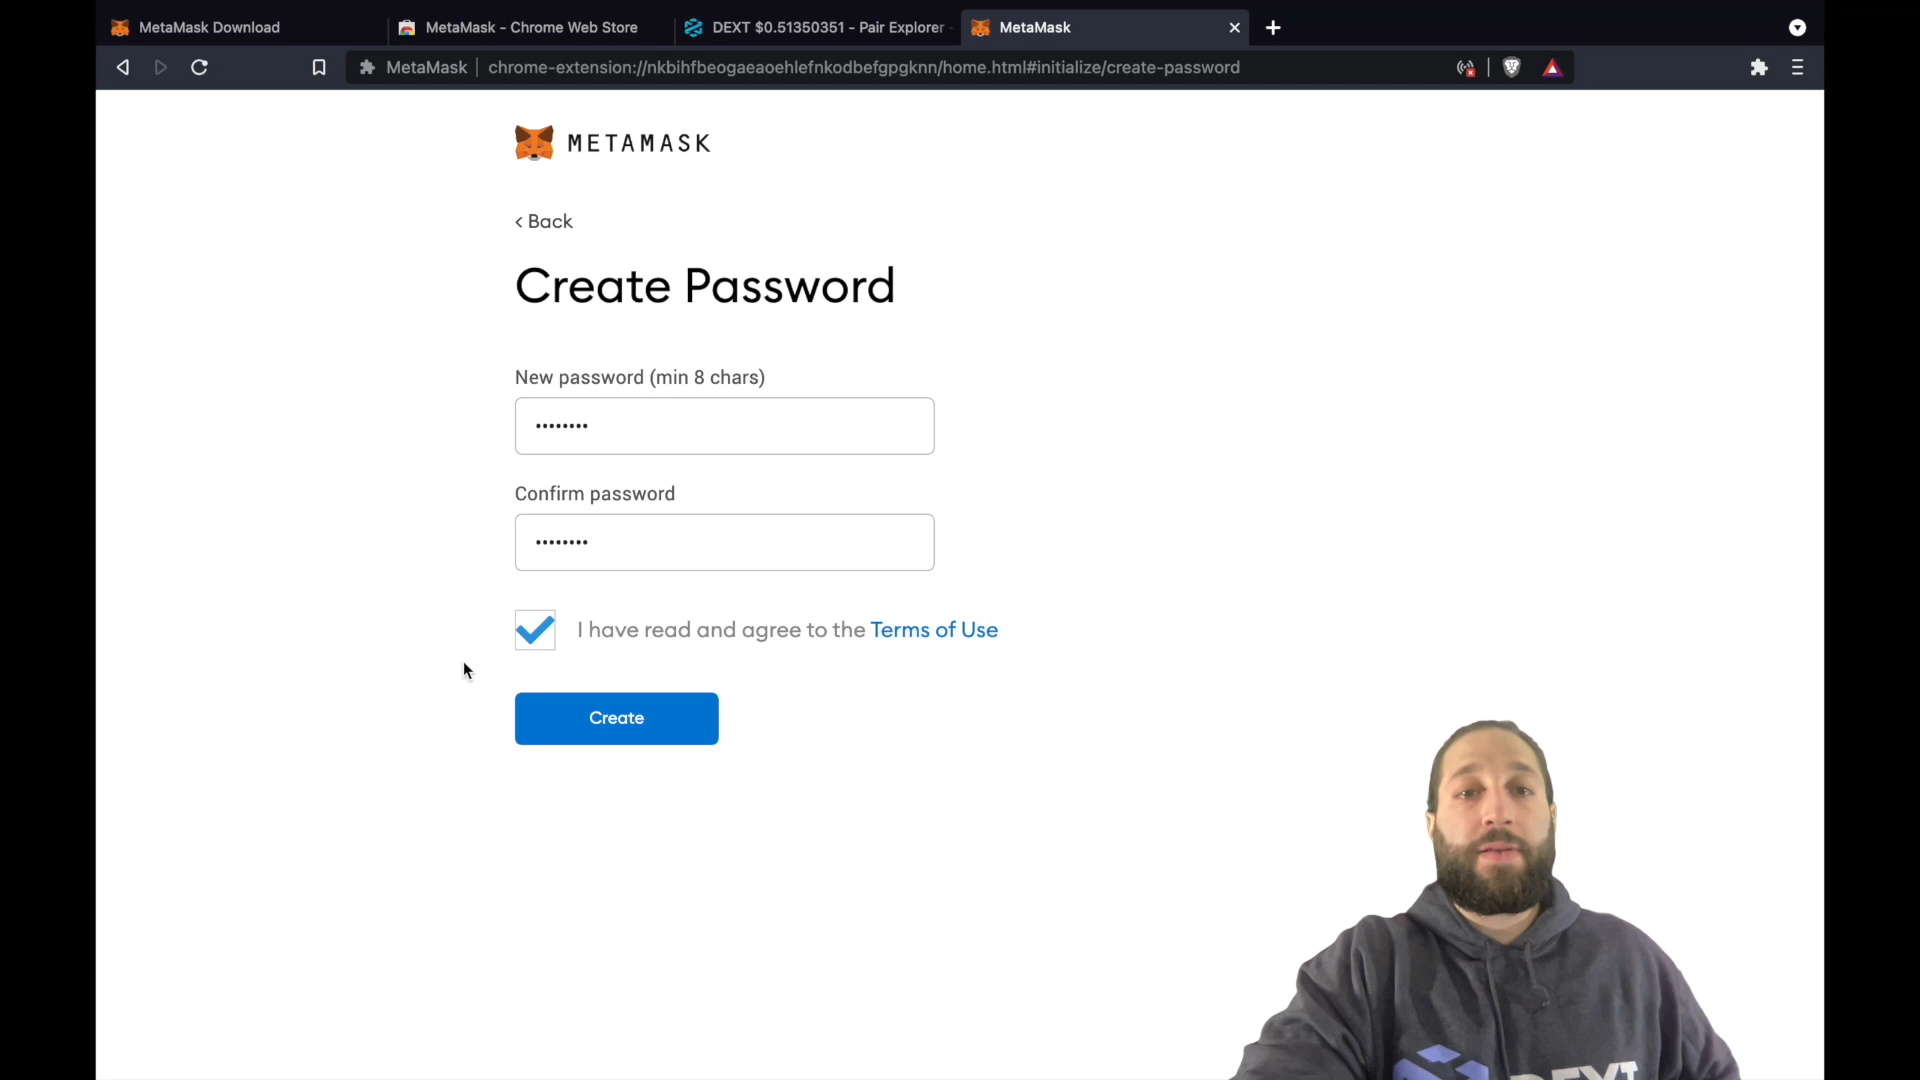 MetaMask Download
MetaMask - Chrome Web Store
DEXT $0.51350351 - Pair Explorer
MetaMask
MetaMask
chrome-extension://nkbihfbeogaeaoehlefnkodbefgpgknn/home.html#initialize/create-password
METAMASK
< Back
Create Password
New password (min 8 chars)
••••••••
Confirm password
••••••••
I have read and agree to the Terms of Use
Create